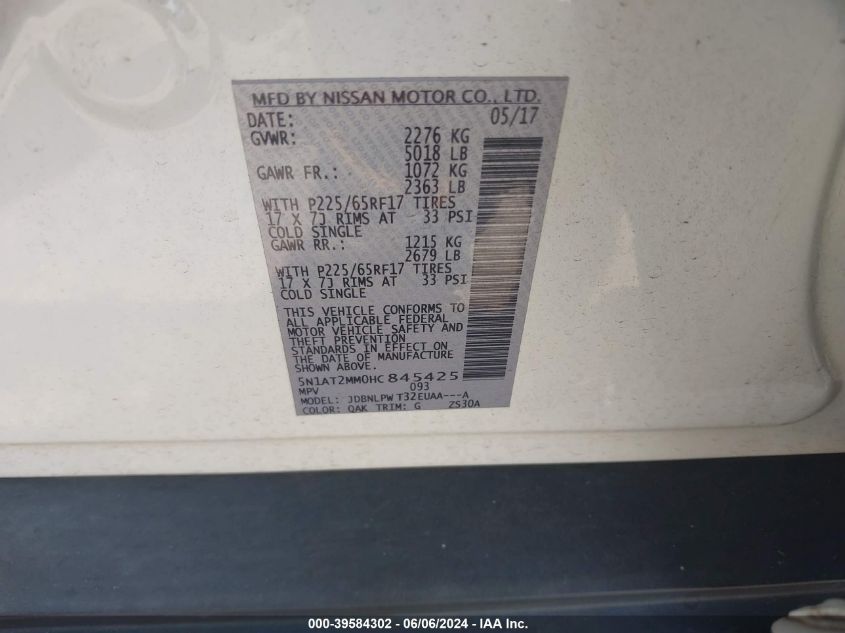 MFD BY NISSAN MOTOR CO., LTD.
DATE: 05/17
GVWR: 2276 KG
5018 LB
GAWR FR.: 1072 KG
2363 LB
WITH P225/65RF17 TIRES
17 X 7J RIMS AT 33 PSI
COLD SINGLE
GAWR RR.: 1215 KG
2679 LB
WITH P225/65RF17 TIRES
17 X 7J RIMS AT 33 PSI
COLD SINGLE
THIS VEHICLE CONFORMS TO
ALL APPLICABLE FEDERAL
MOTOR VEHICLE SAFETY AND
THEFT PREVENTION
STANDARDS IN EFFECT ON
THE DATE OF MANUFACTURE
SHOWN ABOVE.
5N1AT2MM0HC845425
MPV 093
MODEL: JDBNLPW T32EUAA---A
COLOR: QAK TRIM: G ZS30A
000-39584302 - 06/06/2024 - IAA Inc.